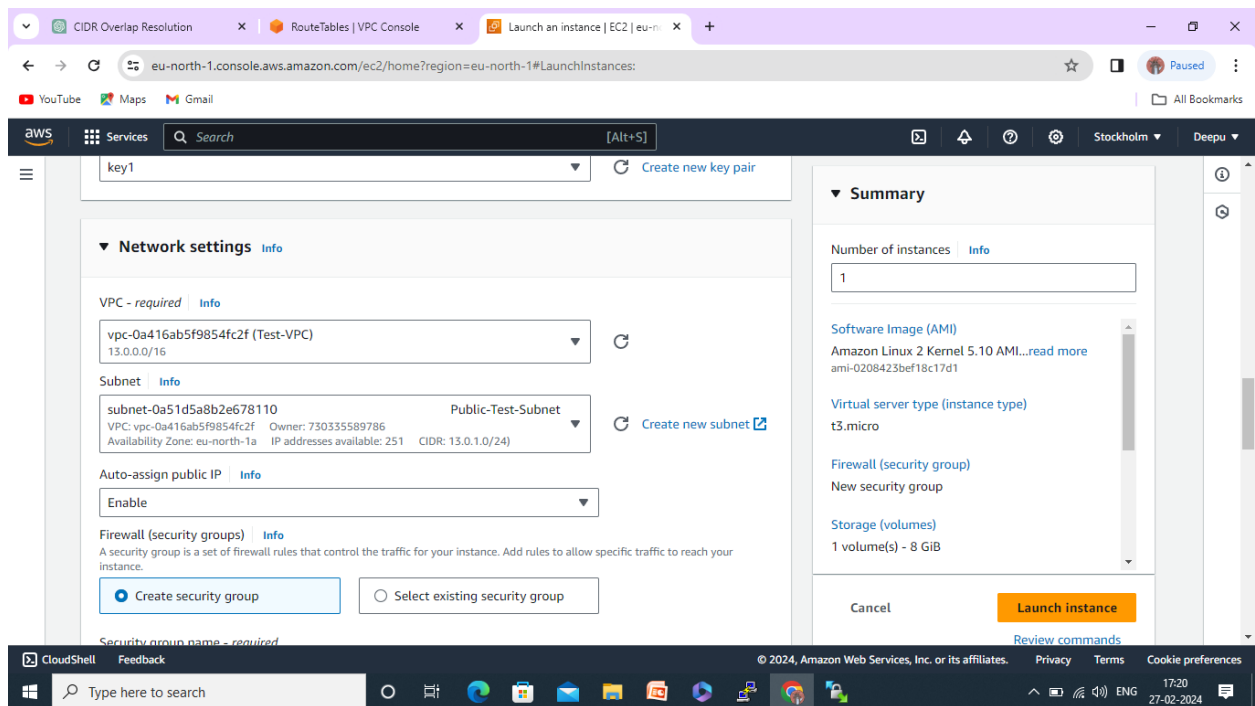 CIDR Overlap Resolution
RouteTables | VPC Console
Launch an instance | EC2 | eu-no
eu-north-1.console.aws.amazon.com/ec2/home?region=eu-north-1#LaunchInstances:
Paused
YouTube
Maps
Gmail
All Bookmarks
aws
Services
Search
[Alt+S]
Stockholm
Deepu
key1
Create new key pair
Network settings Info
VPC - required Info
vpc-0a416ab5f9854fc2f (Test-VPC)
13.0.0.0/16
Subnet Info
subnet-0a51d5a8b2e678110 Public-Test-Subnet
VPC: vpc-0a416ab5f9854fc2f Owner: 730335589786
Availability Zone: eu-north-1a IP addresses available: 251 CIDR: 13.0.1.0/24)
Create new subnet
Auto-assign public IP Info
Enable
Firewall (security groups) Info
A security group is a set of firewall rules that control the traffic for your instance. Add rules to allow specific traffic to reach your
instance.
Create security group
Select existing security group
Security group name - required
Summary
Number of instances Info
1
Software Image (AMI)
Amazon Linux 2 Kernel 5.10 AMI...read more
ami-0208423bef18c17d1
Virtual server type (instance type)
t3.micro
Firewall (security group)
New security group
Storage (volumes)
1 volume(s) - 8 GiB
Cancel
Launch instance
Review commands
CloudShell
Feedback
© 2024, Amazon Web Services, Inc. or its affiliates.
Privacy
Terms
Cookie preferences
Type here to search
ENG
17:20
27-02-2024